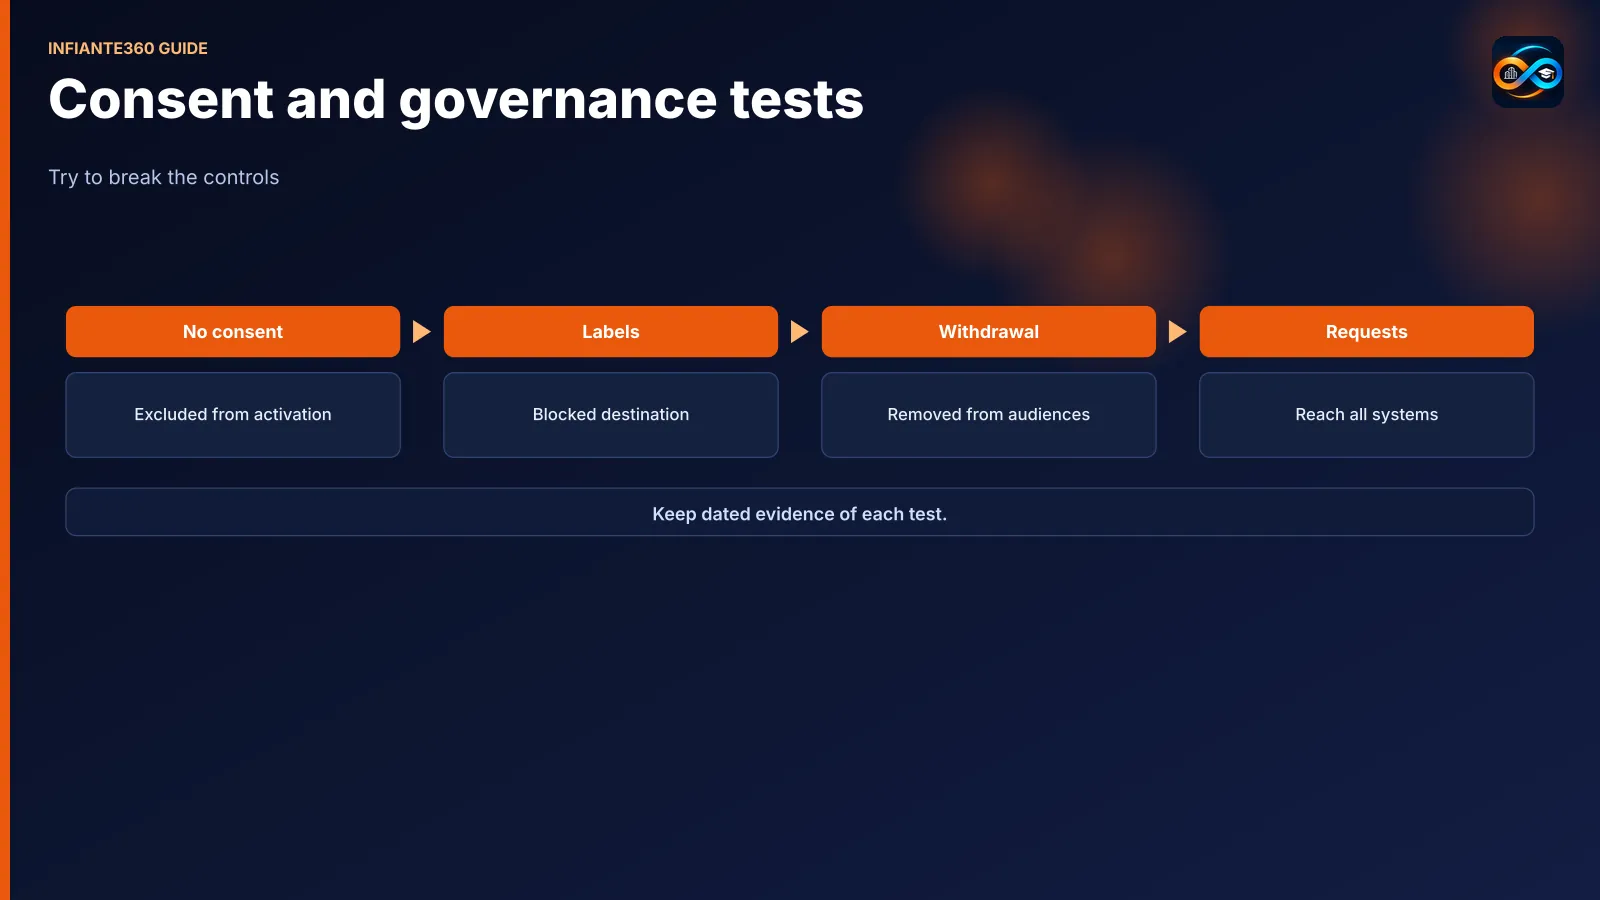 INFIANTE360 GUIDE
Consent and governance tests
Try to break the controls
No consent
Labels
Withdrawal
Requests
Excluded from activation
Blocked destination
Removed from audiences
Reach all systems
Keep dated evidence of each test.